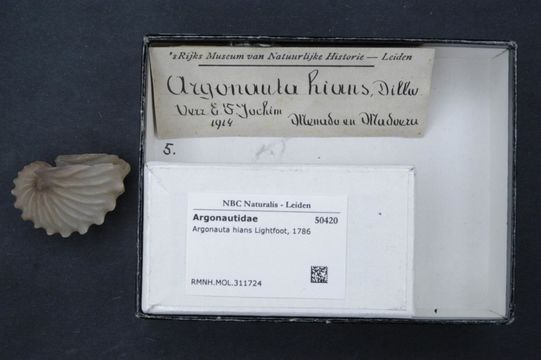 's Rijks Museum van Natuurlijke Historie — Leiden
Argonauta hians, Dillw.
Verz. E. V. Jochim
1914.
Menado en Madoera
5.
NBC Naturalis - Leiden
Argonautidae 50420
Argonauta hians Lightfoot, 1786
RMNH.MOL.311724